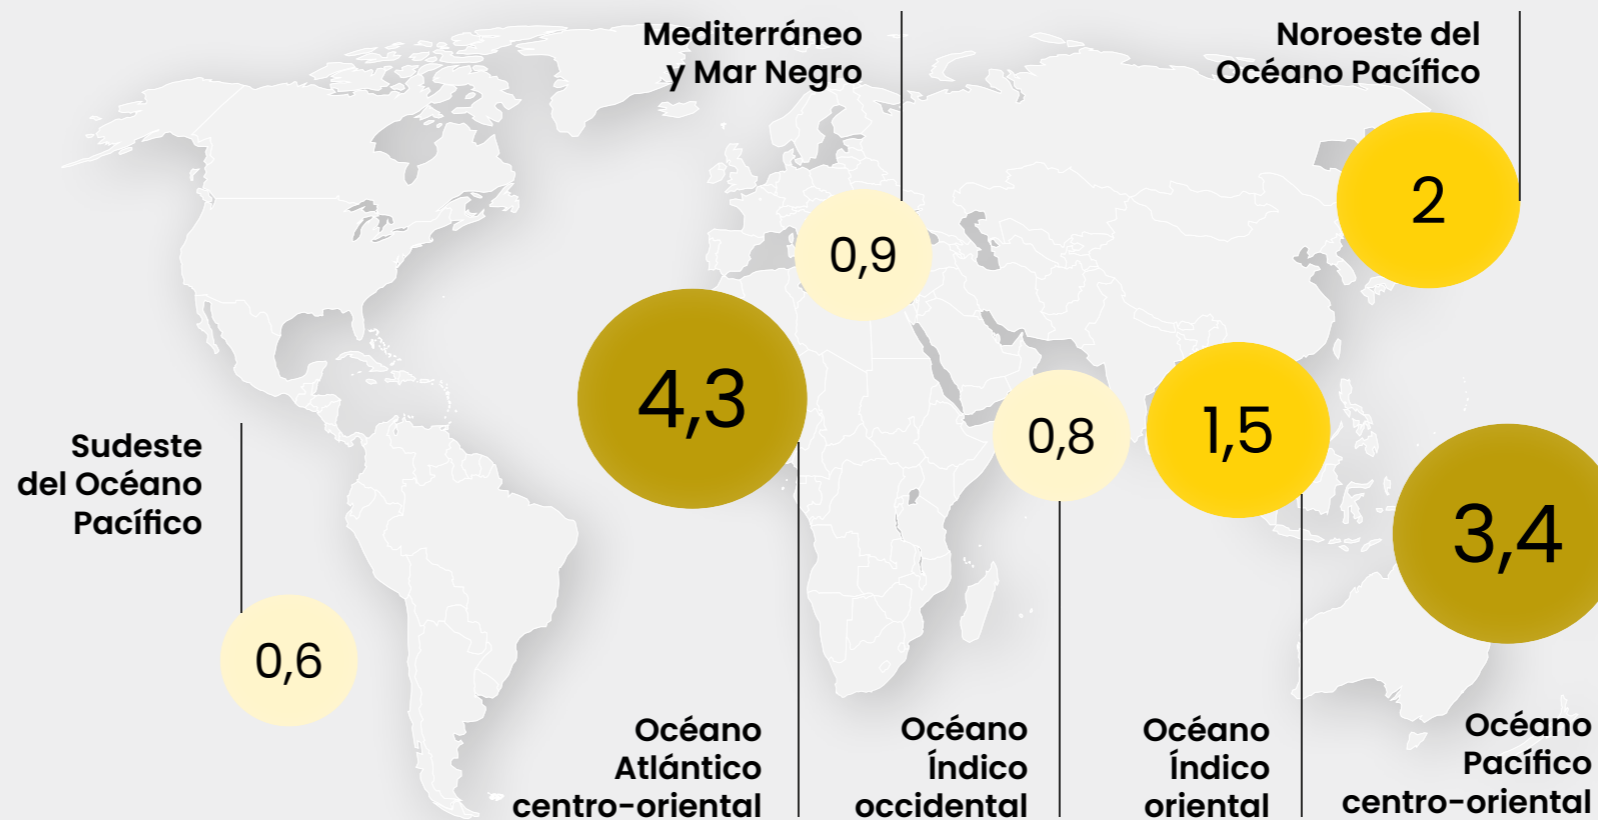 Mediterráneo
y Mar Negro
Noroeste del
Océano Pacífico
2
0,9
4,3
0,8
1,5
3,4
Sudeste
del Océano
Pacífico
0,6
Océano
Atlántico
centro-oriental
Océano
Índico
occidental
Océano
Índico
oriental
Océano
Pacífico
centro-oriental